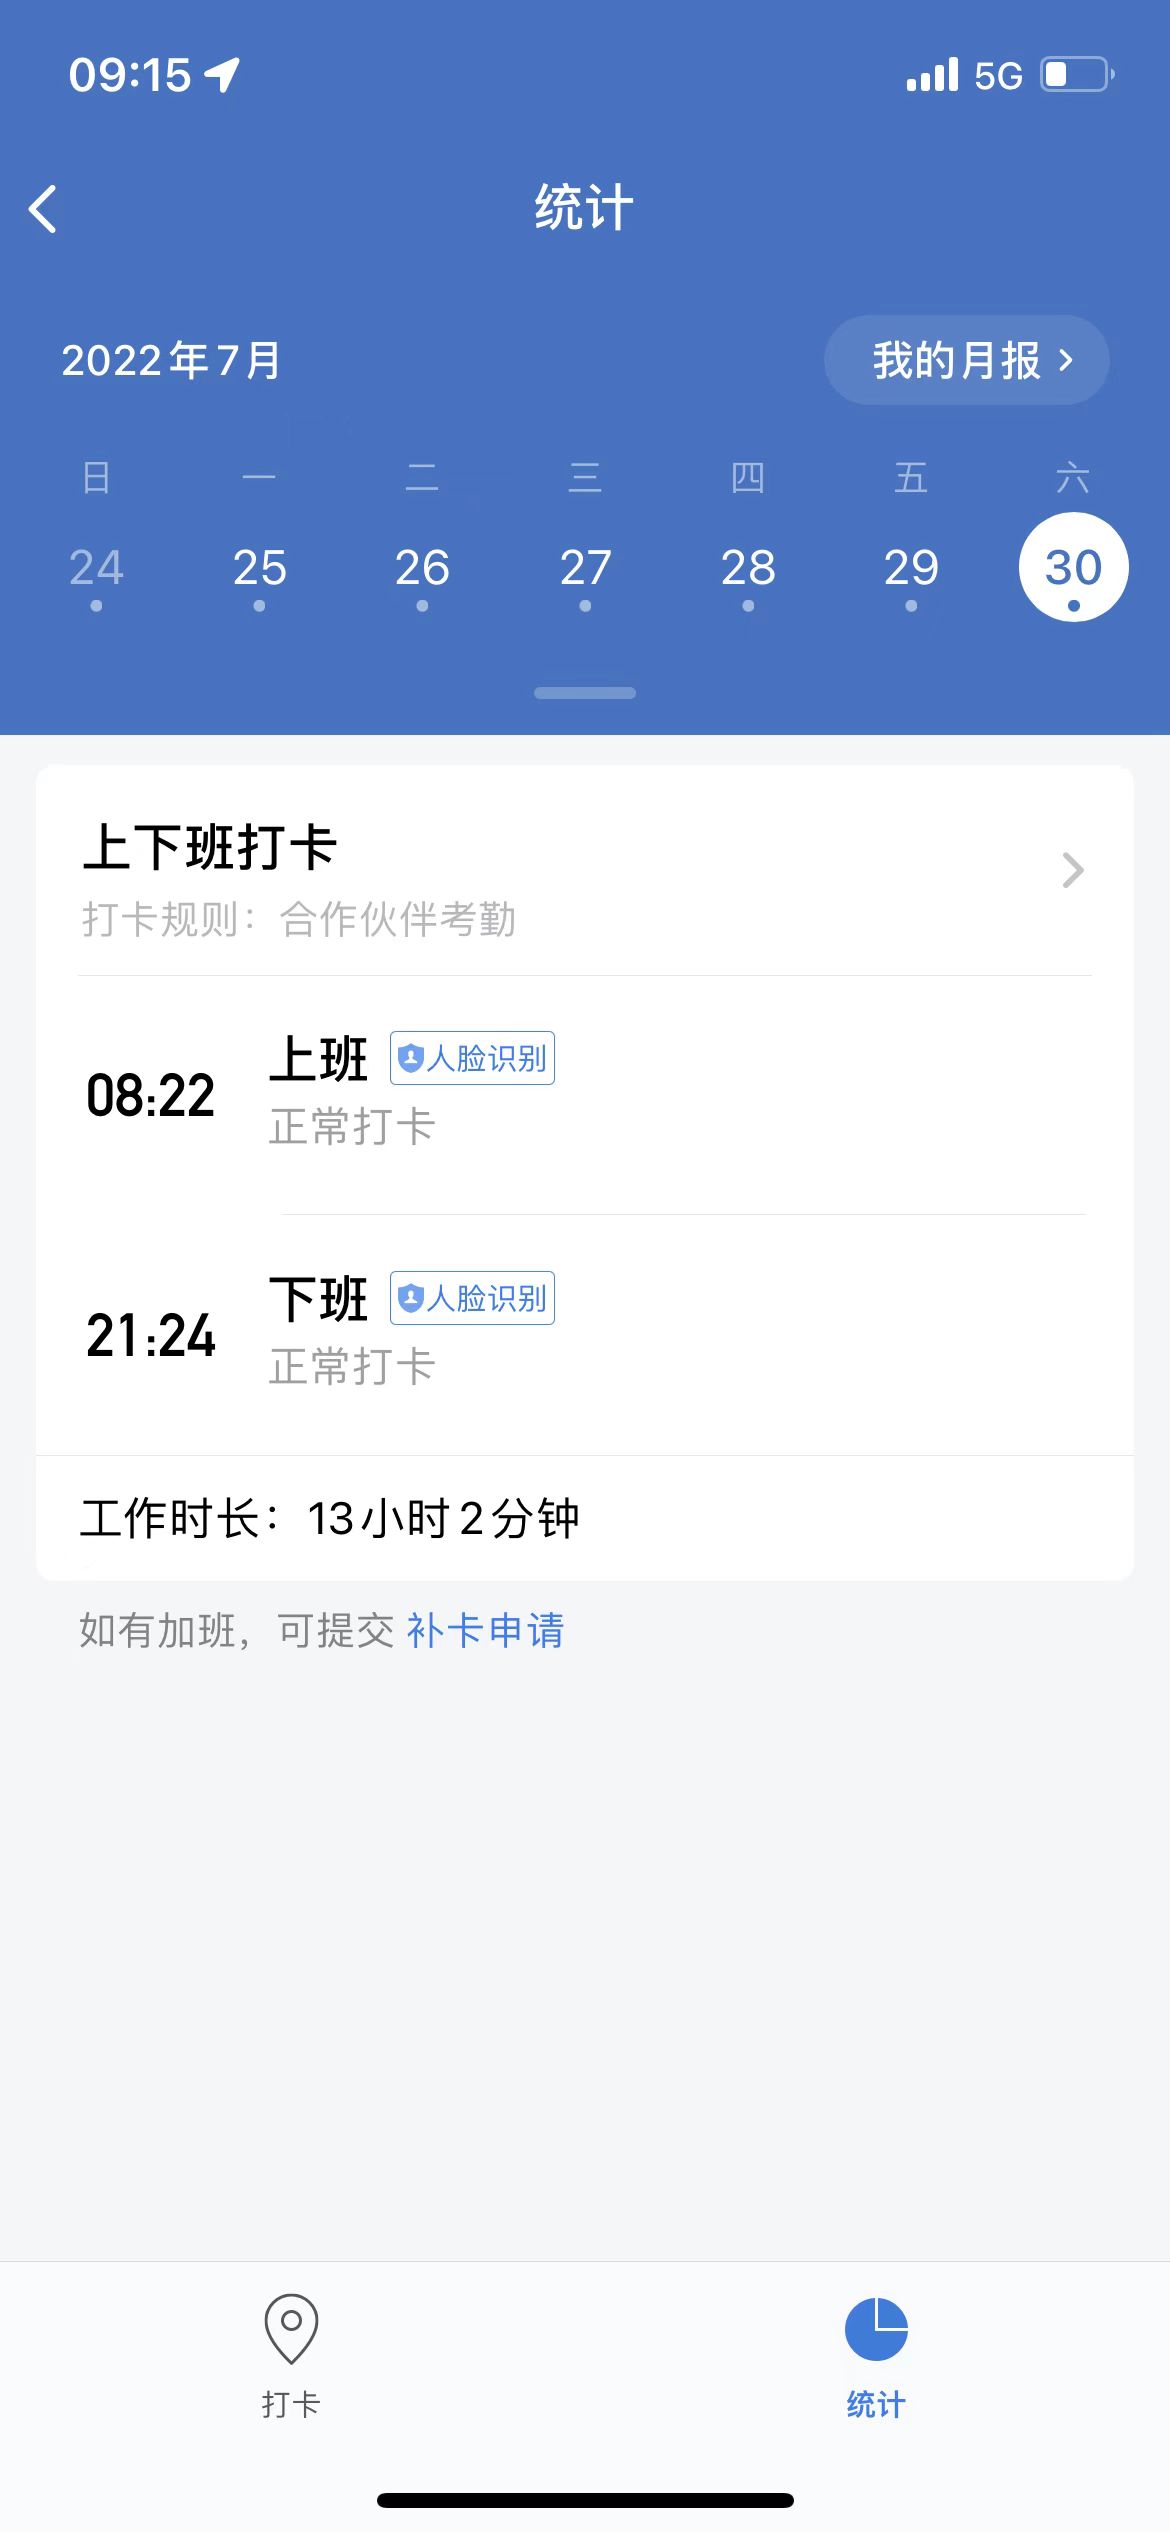 09:15 5G
统计
2022年7月 我的月报
日 一 二 三 四 五 六
24 25 26 27 28 29 30
上下班打卡
打卡规则：合作伙伴考勤
08:22 上班 人脸识别
正常打卡
21:24 下班 人脸识别
正常打卡
工作时长：13小时2分钟
如有加班，可提交 补卡申请
打卡 统计